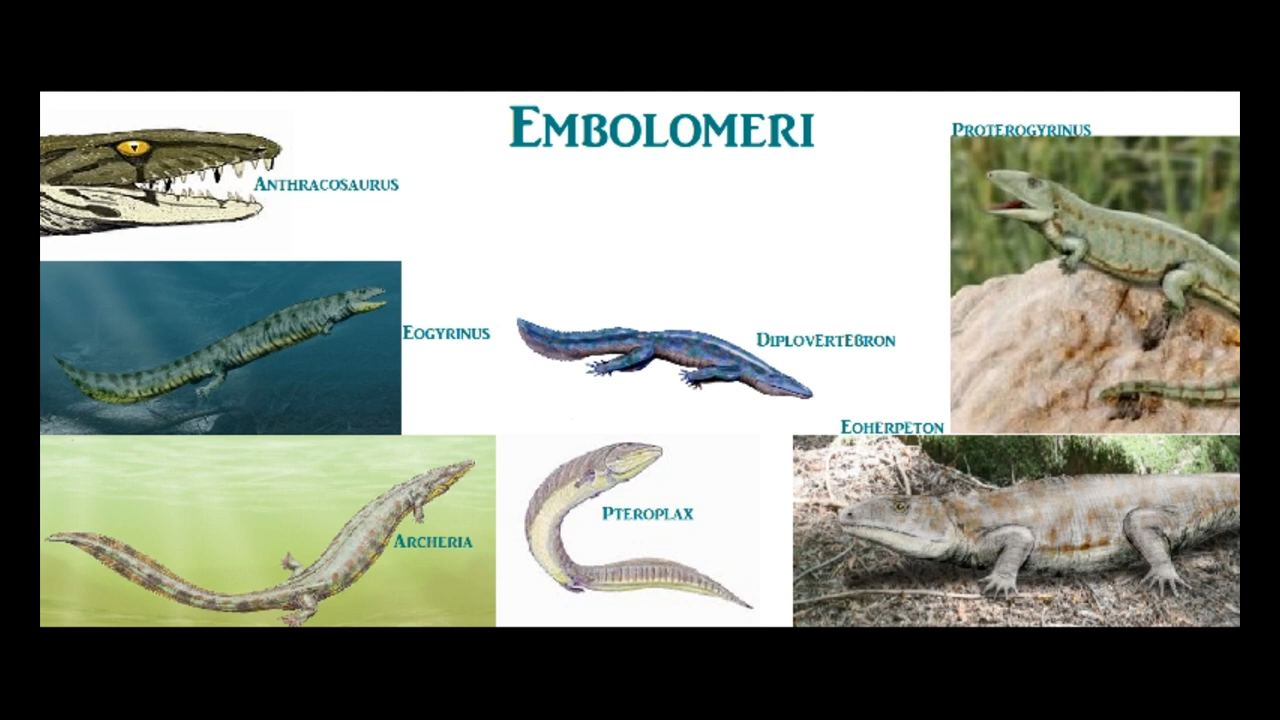 EMBOLOMERI
PROTEROGYRINUS
ANTHRACOSAURUS
EOGYRINUS
DIPLOVERTEBRON
EOHERPETON
PTEROPLAX
ARCHERIA